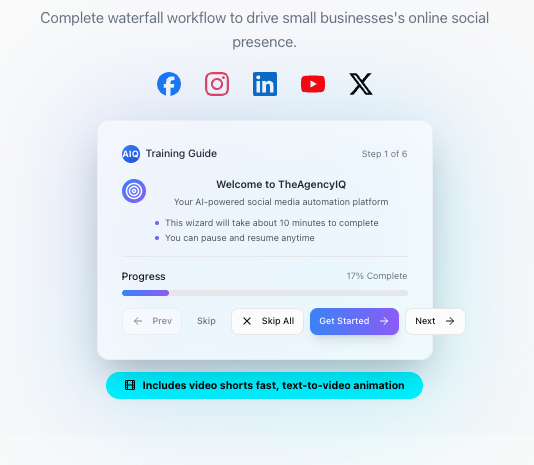 Complete waterfall workflow to drive small businesses's online social
presence.
AIQ Training Guide Step 1 of 6
Welcome to TheAgencyIQ
Your AI-powered social media automation platform
This wizard will take about 10 minutes to complete
You can pause and resume anytime
Progress 17% Complete
Prev Skip Skip All Get Started Next
Includes video shorts fast, text-to-video animation